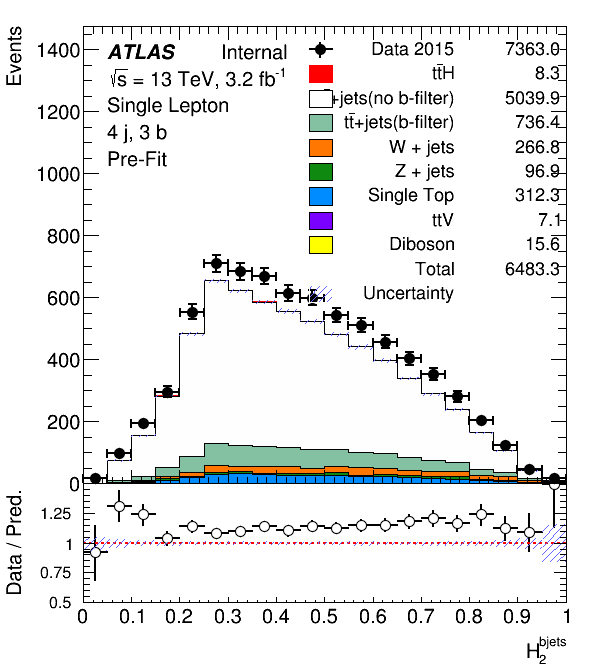 Events
1400
1200
1000
800
600
400
200
0
ATLAS Internal
√s = 13 TeV, 3.2 fb-1
Single Lepton
4 j, 3 b
Pre-Fit
Data 2015 7363.0
tt̄H 8.3
+jets(no b-filter) 5039.9
tt̄+jets(b-filter) 736.4
W + jets 266.8
Z + jets 96.9
Single Top 312.3
ttV 7.1
Diboson 15.6
Total 6483.3
Uncertainty
Data / Pred.
1.25
1
0.75
0.5
0 0.1 0.2 0.3 0.4 0.5 0.6 0.7 0.8 0.9 1
H2bjets